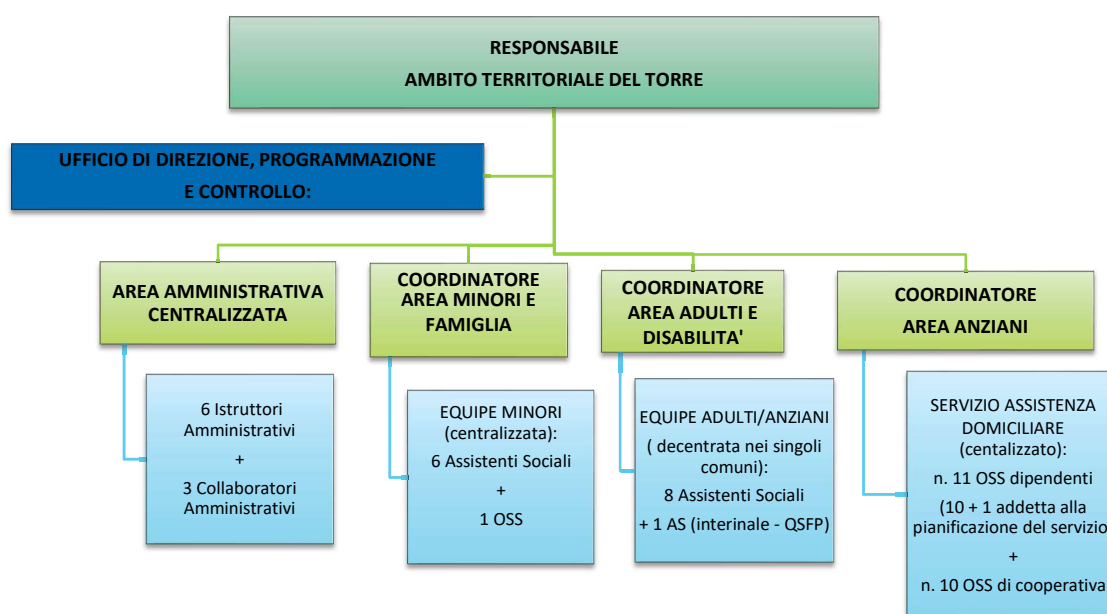 RESPONSABILE
AMBITO TERRITORIALE DEL TORRE
UFFICIO DI DIREZIONE, PROGRAMMAZIONE
E CONTROLLO:
AREA AMMINISTRATIVA
CENTRALIZZATA
COORDINATORE
AREA MINORI E
FAMIGLIA
COORDINATORE
AREA ADULTI E
DISABILITA'
COORDINATORE
AREA ANZIANI
6 Istruttori
Amministrativi
+
3 Collaboratori
Amministrativi
EQUIPE MINORI
(centralizzata):
6 Assistenti Sociali
+
1 OSS
EQUIPE ADULTI/ANZIANI
( decentrata nei singoli
comuni):
8 Assistenti Sociali
+ 1 AS (interinale - QSFP)
SERVIZIO ASSISTENZA
DOMICILIARE
(centalizzato):
n. 11 OSS dipendenti
(10 + 1 addetta alla
pianificazione del servizio
+
n. 10 OSS di cooperativa